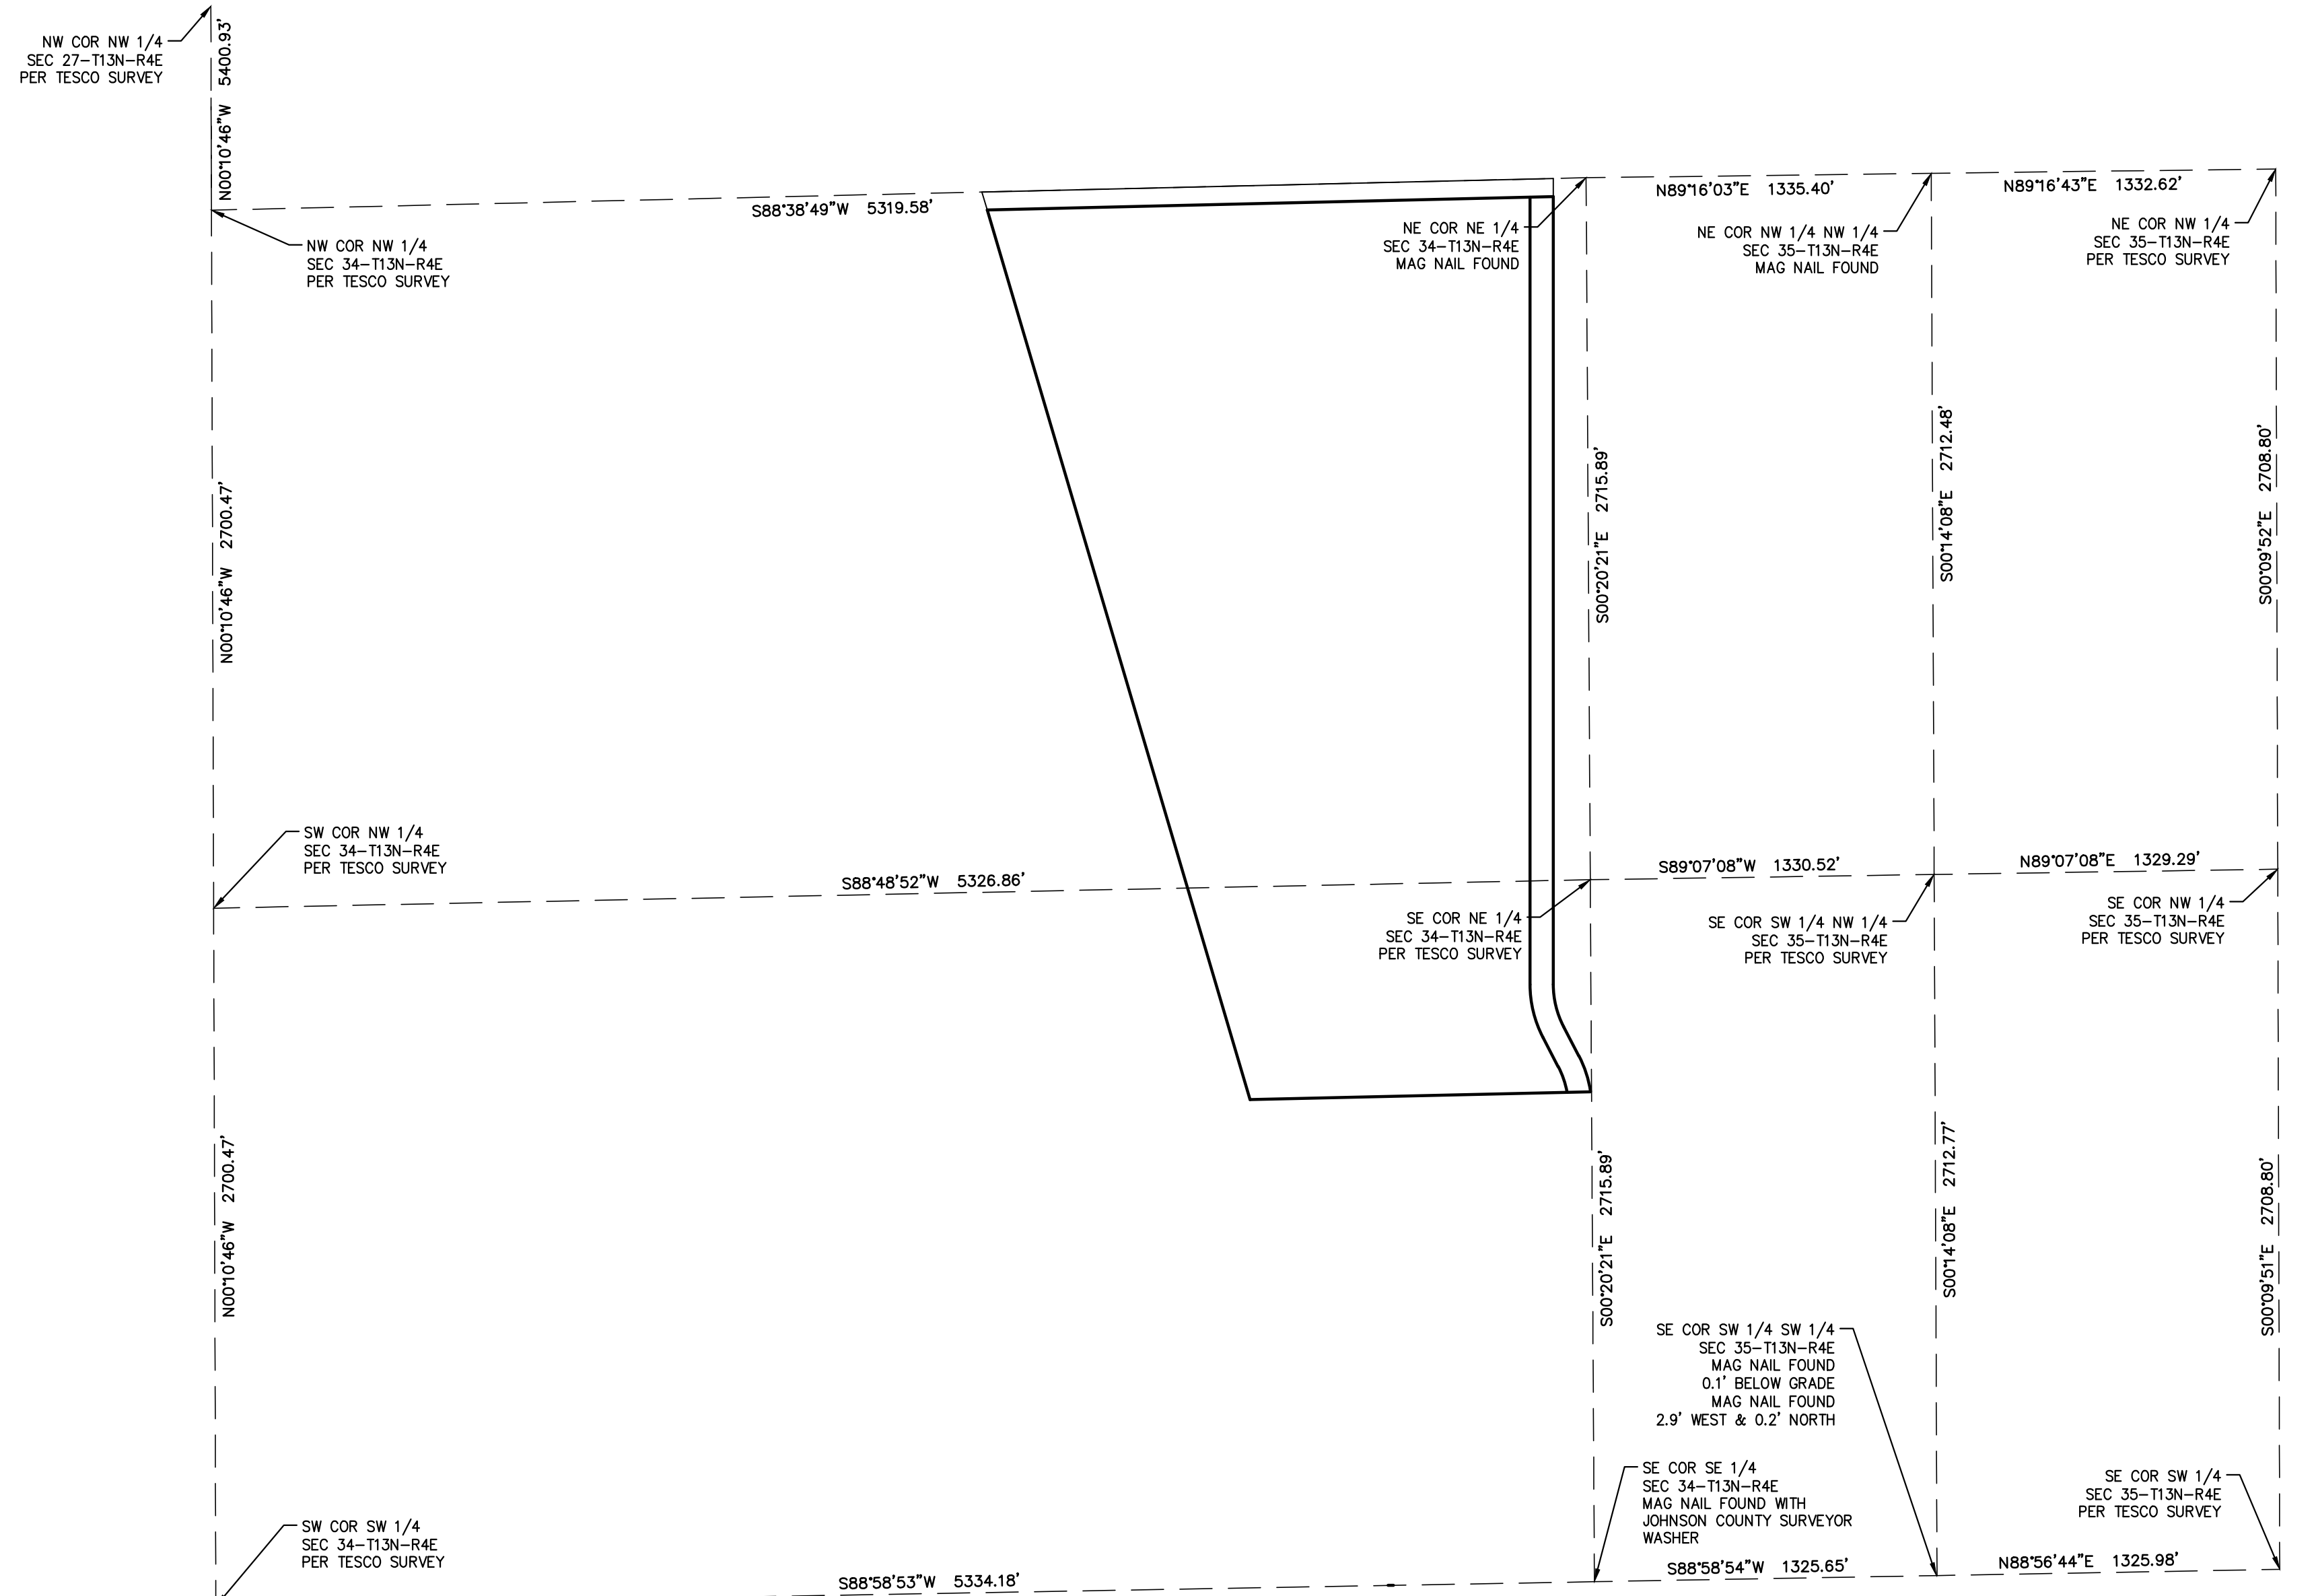 NW COR NW 1/4
SEC 27-T13N-R4E
PER TESCO SURVEY
N00°10'46"W 5400.93'
S88°38'49"W 5319.58'
N89°16'03"E 1335.40'
N89°16'43"E 1332.62'
NW COR NW 1/4
SEC 34-T13N-R4E
PER TESCO SURVEY
NE COR NE 1/4
SEC 34-T13N-R4E
MAG NAIL FOUND
NE COR NW 1/4 NW 1/4
SEC 35-T13N-R4E
MAG NAIL FOUND
NE COR NW 1/4
SEC 35-T13N-R4E
PER TESCO SURVEY
N00°10'46"W 2700.47'
S00°20'21"E 2715.89'
S00°14'08"E 2712.48'
S00°09'52"E 2708.80'
SW COR NW 1/4
SEC 34-T13N-R4E
PER TESCO SURVEY
S88°48'52"W 5326.86'
S89°07'08"W 1330.52'
N89°07'08"E 1329.29'
SE COR NE 1/4
SEC 34-T13N-R4E
PER TESCO SURVEY
SE COR SW 1/4 NW 1/4
SEC 35-T13N-R4E
PER TESCO SURVEY
SE COR NW 1/4
SEC 35-T13N-R4E
PER TESCO SURVEY
N00°10'46"W 2700.47'
S00°20'21"E 2715.89'
S00°14'08"E 2712.77'
S00°09'51"E 2708.80'
SE COR SW 1/4 SW 1/4
SEC 35-T13N-R4E
MAG NAIL FOUND
0.1' BELOW GRADE
MAG NAIL FOUND
2.9' WEST & 0.2' NORTH
SE COR SE 1/4
SEC 34-T13N-R4E
MAG NAIL FOUND WITH
JOHNSON COUNTY SURVEYOR
WASHER
SE COR SW 1/4
SEC 35-T13N-R4E
PER TESCO SURVEY
SW COR SW 1/4
SEC 34-T13N-R4E
PER TESCO SURVEY
S88°58'53"W 5334.18'
S88°58'54"W 1325.65'
N88°56'44"E 1325.98'